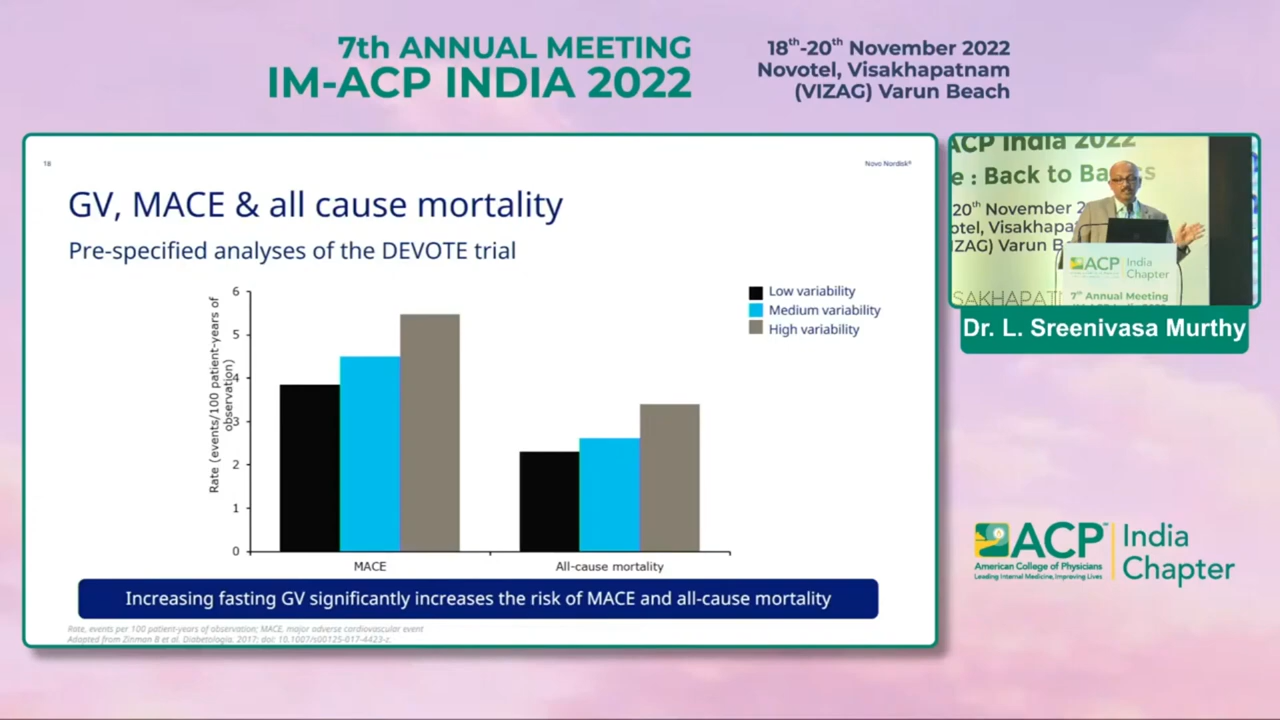 7th ANNUAL MEETING
IM-ACP INDIA 2022
18th-20th November 2022
Novotel, Visakhapatnam
(VIZAG) Varun Beach
18
Novo Nordisk®
GV, MACE & all cause mortality
Pre-specified analyses of the DEVOTE trial
Rate (events/100 patient-years of
observation)
6
5
4
3
2
1
0
MACE
All-cause mortality
Low variability
Medium variability
High variability
Increasing fasting GV significantly increases the risk of MACE and all-cause mortality
Rate, events per 100 patient-years of observation; MACE, major adverse cardiovascular event
Adapted from Zinman B et al. Diabetologia. 2017; doi: 10.1007/s00125-017-4423-z.
ACP India 2022
e : Back to Ba cs
20th November 2
otel, Visakhapa
IZAG) Varun B
SAKHAPAT
ACP India
Chapter
7th Annual Meeting
Dr. L. Sreenivasa Murthy
ACP™ India
Chapter
American College of Physicians
Leading Internal Medicine, Improving Lives